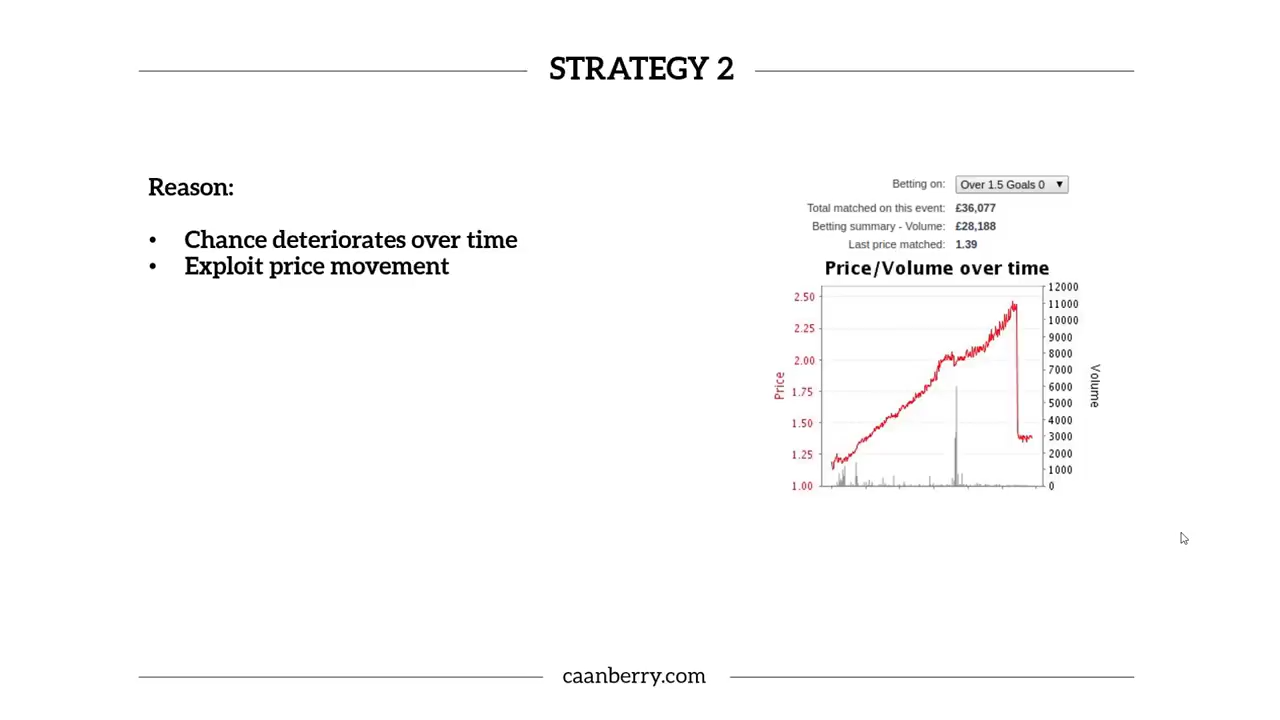 STRATEGY 2
Reason:
• Chance deteriorates over time
• Exploit price movement
Betting on: Over 1.5 Goals 0
Total matched on this event: £36,077
Betting summary - Volume: £28,188
Last price matched: 1.39
Price/Volume over time
Price
2.50
2.25
2.00
1.75
1.50
1.25
1.00
12000
11000
10000
9000
8000
7000
6000
5000
4000
3000
2000
1000
0
Volume
caanberry.com